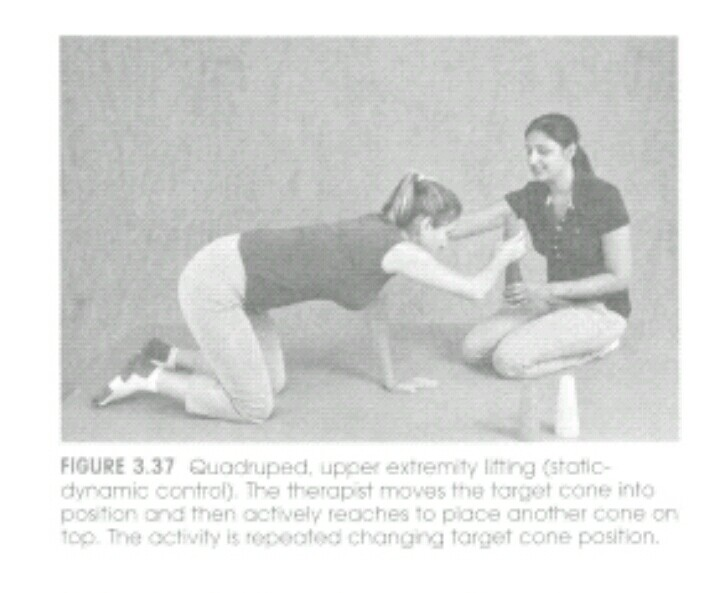 FIGURE 3.37 Quadruped, upper extremity lifting (static-
dynamic control). The therapist moves the target cone into
position and then actively reaches to place another cone on
top. The activity is repeated changing target cone position.